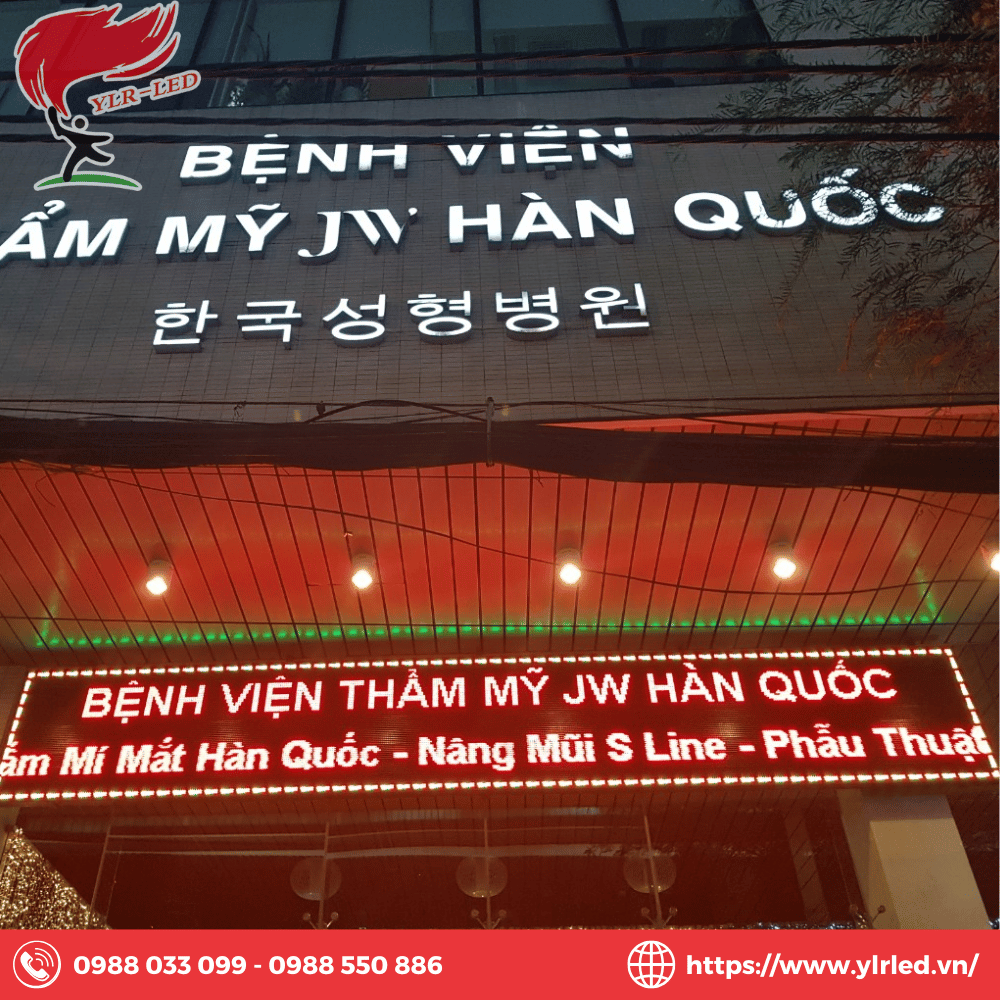 YLR-LED
BỆNH VIỆN
ẨM MỸ JW HÀN QUỐC
한국성형병원
BỆNH VIỆN THẨM MỸ JW HÀN QUỐC
ắm Mí Mắt Hàn Quốc - Nâng Mũi S Line - Phẫu Thuật
0988 033 099 - 0988 550 886
https://www.ylrled.vn/